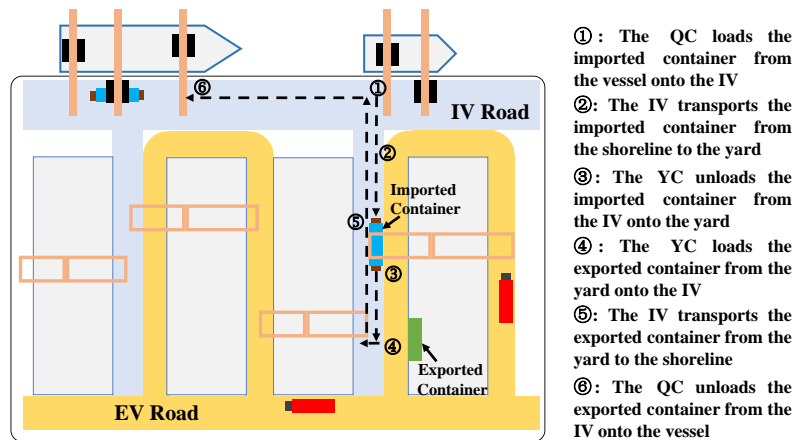 ⑥
①
IV Road
②
Imported
Container
⑤
③
④
Exported
Container
EV Road
①: The QC loads the
imported container from
the vessel onto the IV
②: The IV transports the
imported container from
the shoreline to the yard
③: The YC unloads the
imported container from
the IV onto the yard
④: The YC loads the
exported container from the
yard onto the IV
⑤: The IV transports the
exported container from the
yard to the shoreline
⑥: The QC unloads the
exported container from the
IV onto the vessel